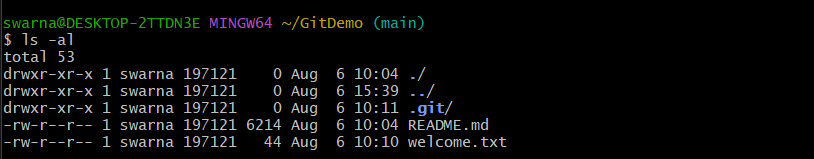 swarna@DESKTOP-2TTDN3E MINGW64 ~/GitDemo (main)
$ ls -al
total 53
drwxr-xr-x 1 swarna 197121    0 Aug  6 10:04 ./
drwxr-xr-x 1 swarna 197121    0 Aug  6 15:39 ../
drwxr-xr-x 1 swarna 197121    0 Aug  6 10:11 .git/
-rw-r--r-- 1 swarna 197121 6214 Aug  6 10:04 README.md
-rw-r--r-- 1 swarna 197121   44 Aug  6 10:10 welcome.txt